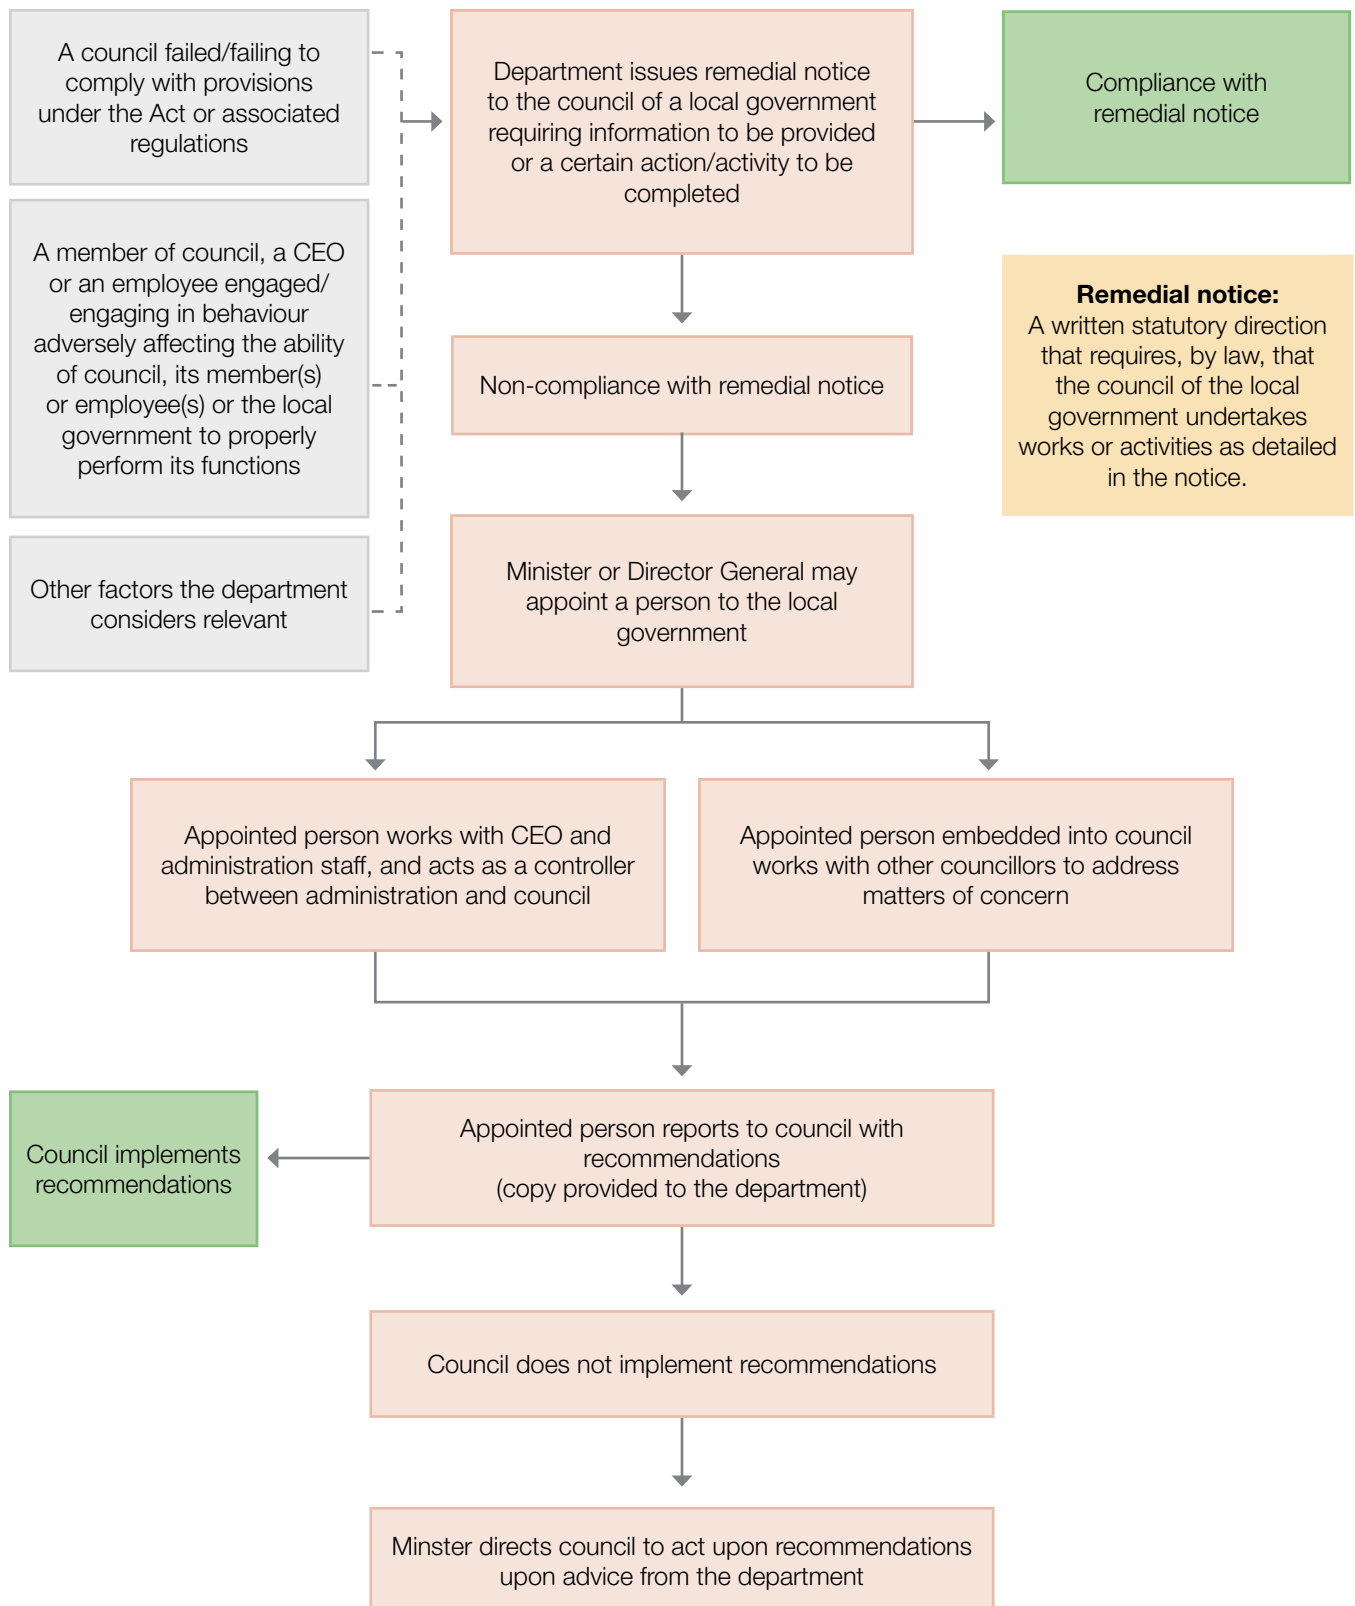 A council failed/failing to
comply with provisions
under the Act or associated
regulations
Department issues remedial notice
to the council of a local government
requiring information to be provided
or a certain action/activity to be
completed
Compliance with
remedial notice
A member of council, a CEO
or an employee engaged/
engaging in behaviour
adversely affecting the ability
of council, its member(s)
or employee(s) or the local
government to properly
perform its functions
Remedial notice:
A written statutory direction
that requires, by law, that
the council of the local
government undertakes
works or activities as detailed
in the notice.
Non-compliance with remedial notice
Other factors the department
considers relevant
Minister or Director General may
appoint a person to the local
government
Appointed person works with CEO and
administration staff, and acts as a controller
between administration and council
Appointed person embedded into council
works with other councillors to address
matters of concern
Council implements
recommendations
Appointed person reports to council with
recommendations
(copy provided to the department)
Council does not implement recommendations
Minster directs council to act upon recommendations
upon advice from the department